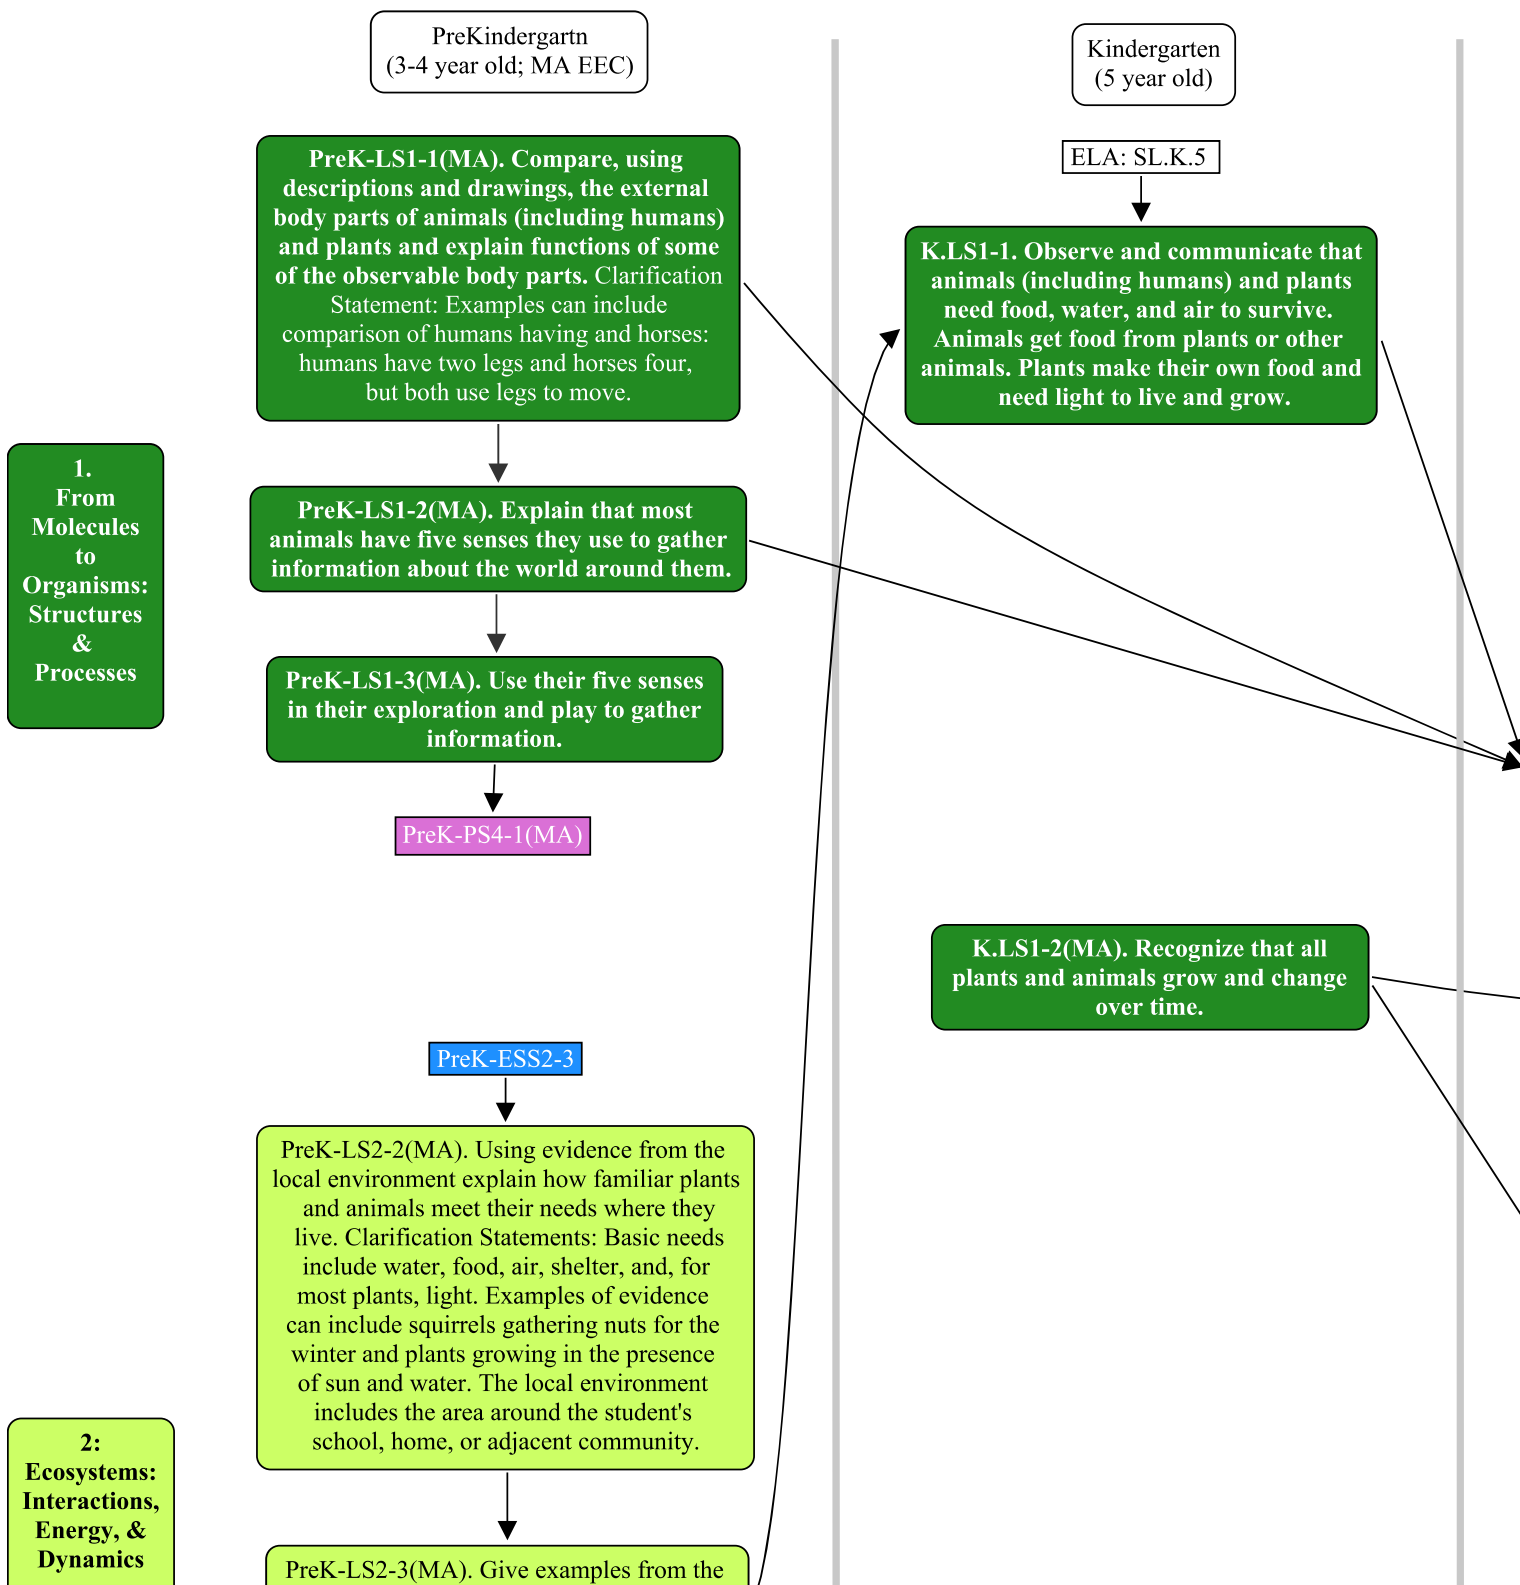 PreKindergartn
(3-4 year old; MA EEC)
Kindergarten
(5 year old)
PreK-LS1-1(MA). Compare, using
descriptions and drawings, the external
body parts of animals (including humans)
and plants and explain functions of some
of the observable body parts. Clarification
Statement: Examples can include
comparison of humans having and horses:
humans have two legs and horses four,
but both use legs to move.
ELA: SL.K.5
K.LS1-1. Observe and communicate that
animals (including humans) and plants
need food, water, and air to survive.
Animals get food from plants or other
animals. Plants make their own food and
need light to live and grow.
1.
From
Molecules
to
Organisms:
Structures
&
Processes
PreK-LS1-2(MA). Explain that most
animals have five senses they use to gather
information about the world around them.
PreK-LS1-3(MA). Use their five senses
in their exploration and play to gather
information.
PreK-PS4-1(MA)
K.LS1-2(MA). Recognize that all
plants and animals grow and change
over time.
PreK-ESS2-3
PreK-LS2-2(MA). Using evidence from the
local environment explain how familiar plants
and animals meet their needs where they
live. Clarification Statements: Basic needs
include water, food, air, shelter, and, for
most plants, light. Examples of evidence
can include squirrels gathering nuts for the
winter and plants growing in the presence
of sun and water. The local environment
includes the area around the student's
school, home, or adjacent community.
2:
Ecosystems:
Interactions,
Energy, &
Dynamics
PreK-LS2-3(MA). Give examples from the